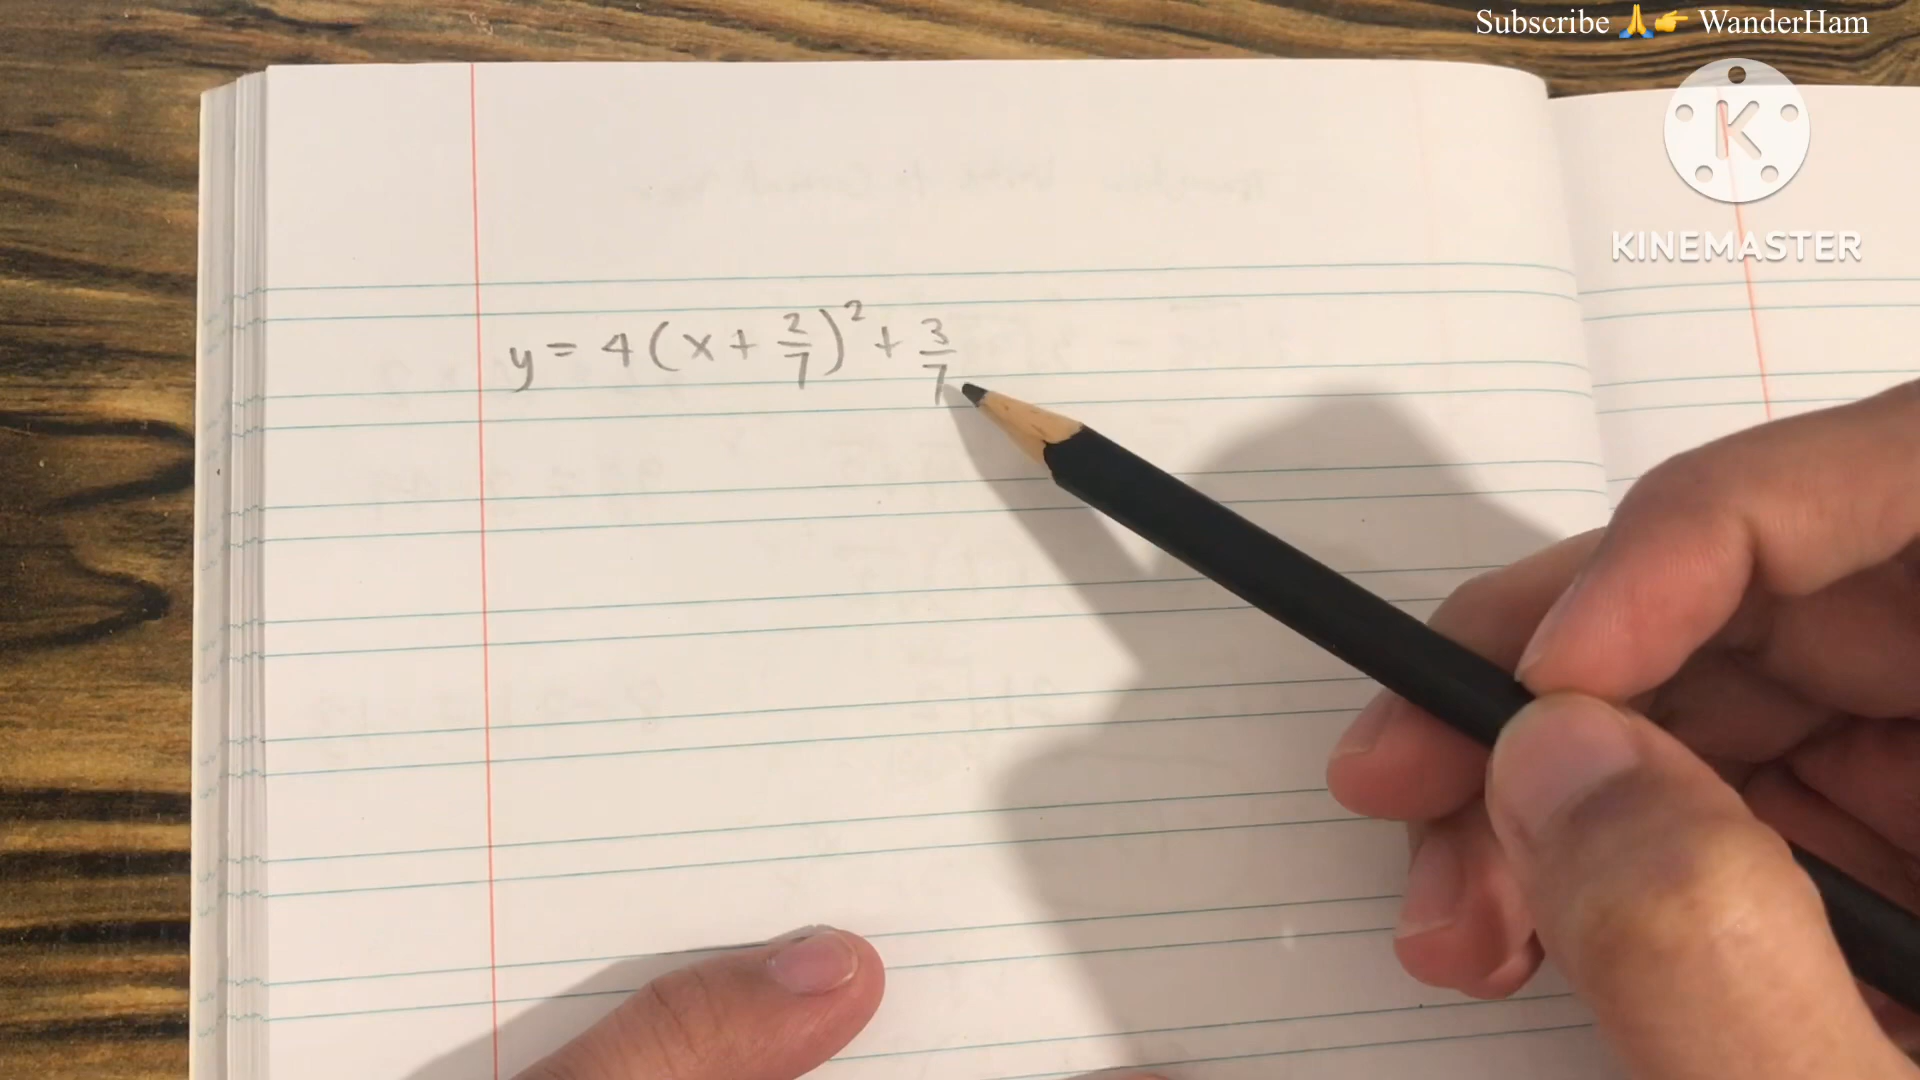 Subscribe 🙏👉 WanderHam
K
KINEMASTER
y = 4(x + 2/7)² + 3/7